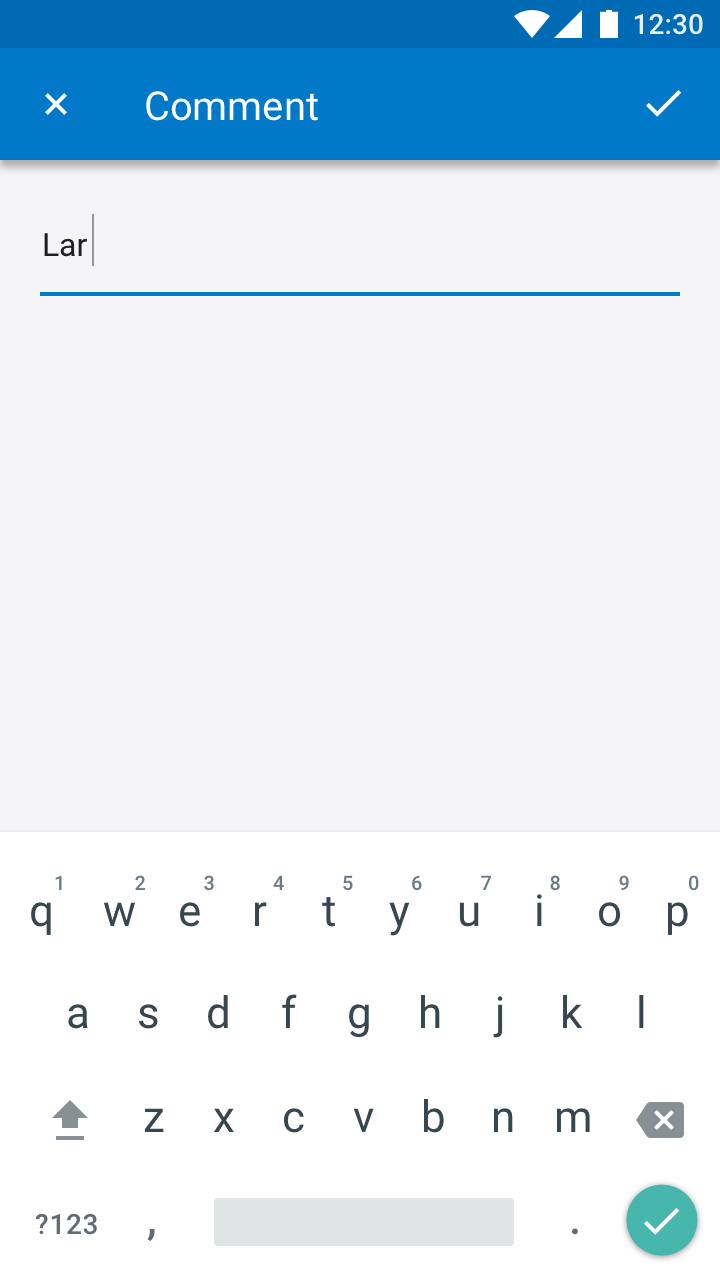 12:30
Comment
Lar
1 2 3 4 5 6 7 8 9 0
q w e r t y u i o p
a s d f g h j k l
z x c v b n m
?123 , .